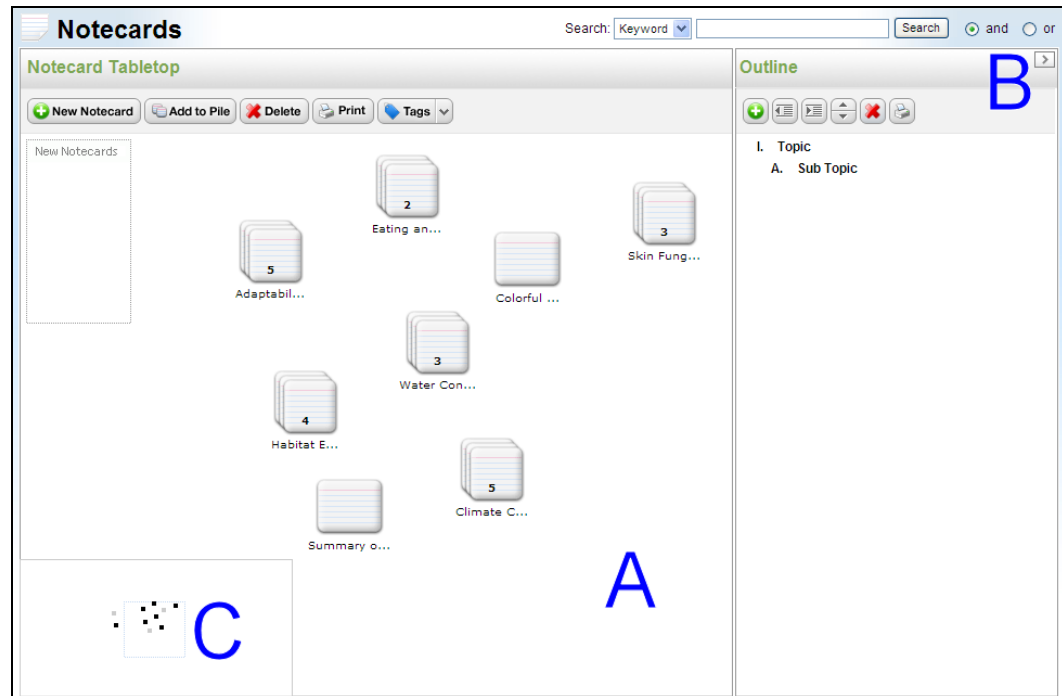 Notecards
Search: Keyword Search and or
Notecard Tabletop
New Notecard Add to Pile Delete Print Tags
New Notecards
2
Eating an...
3
Skin Fung...
5
Adaptabil...
Colorful ...
3
Water Con...
4
Habitat E...
5
Climate C...
Summary o...
A
C
Outline
B
>
I. Topic
A. Sub Topic